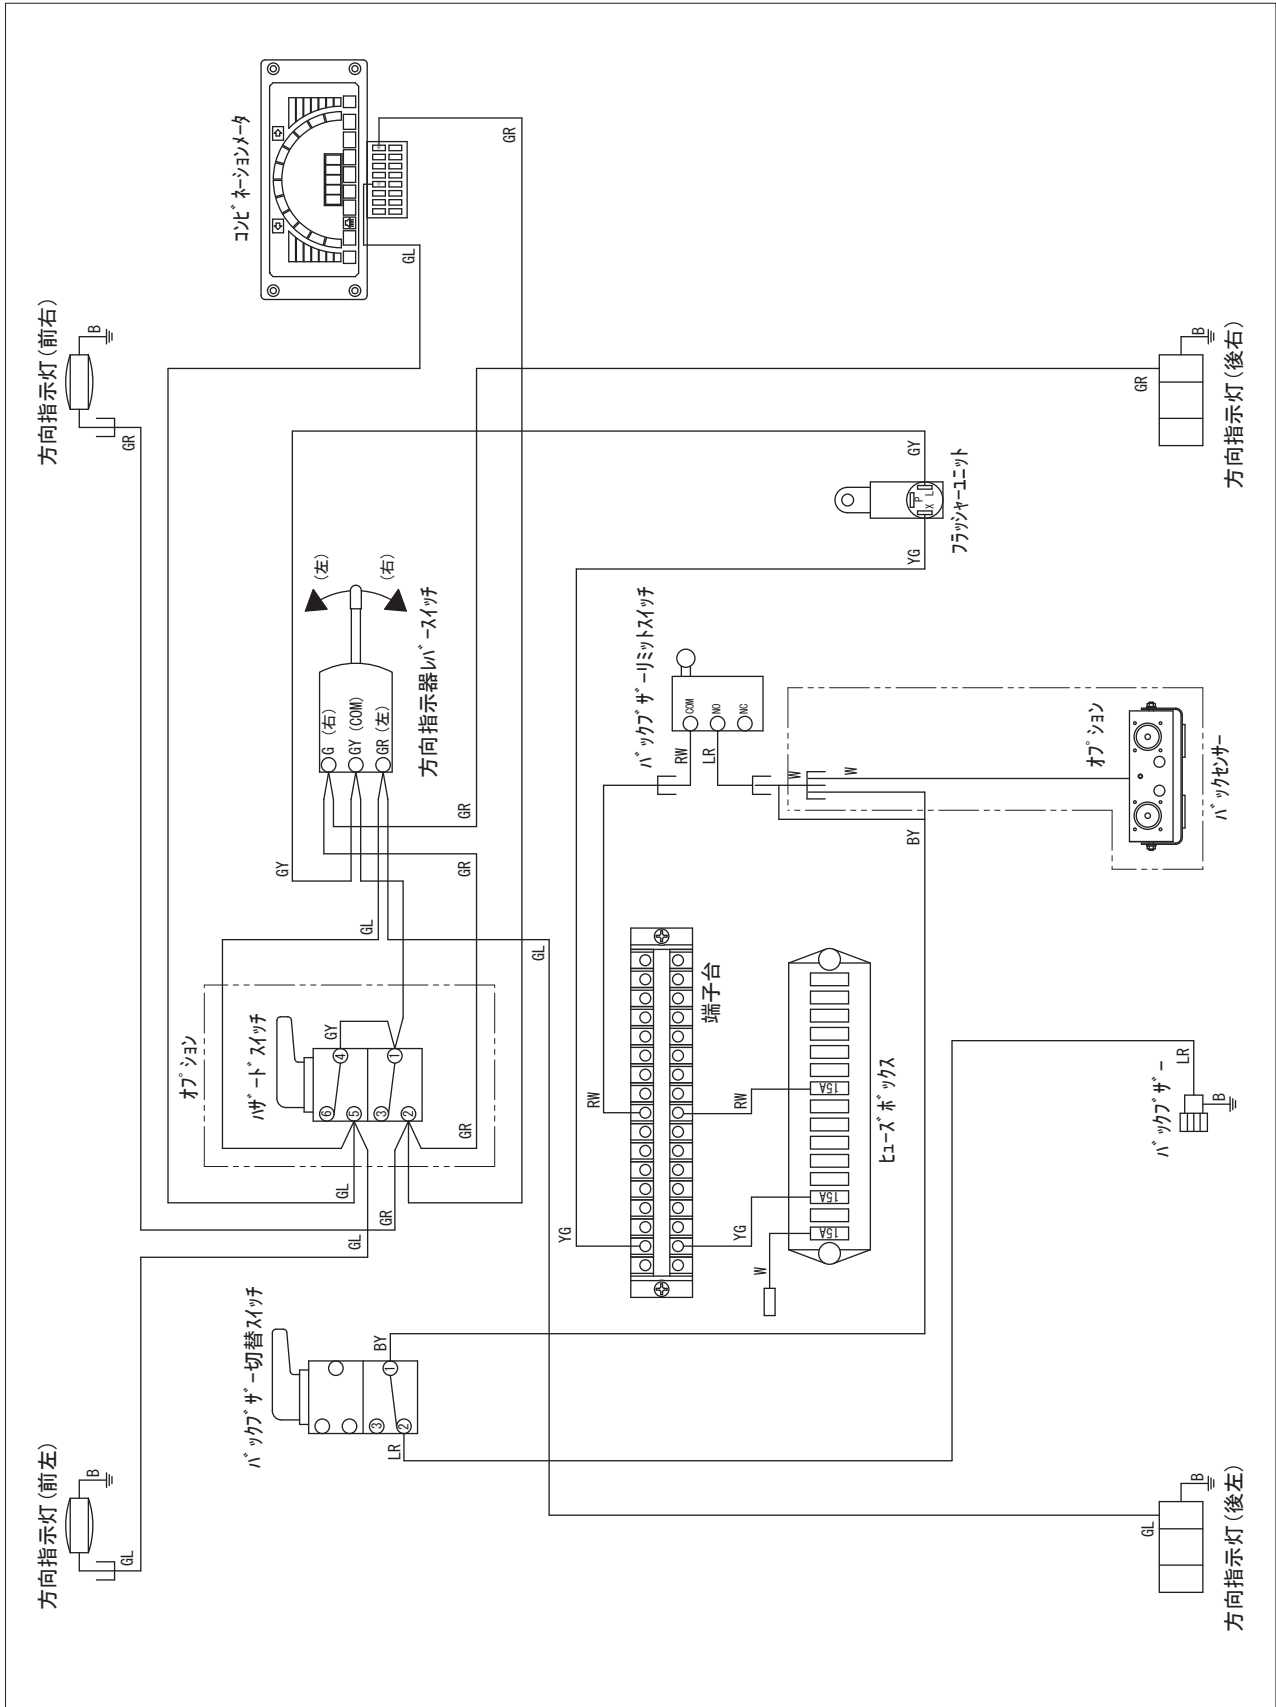 方向指示灯(前左)
B
GL
方向指示灯(前右)
B
GR
コンビネーションメータ
GL
GR
オプション
ハザードスイッチ
GY
6
4
5
3
1
2
GL
GR
GL
GR
GY
GL
GR
GR
GL
(左)
(右)
G (右)
GY (COM)
GR (左)
方向指示器レバースイッチ
バックブザー切替スイッチ
BY
3
1
2
LR
バックブザーリミットスイッチ
COM
NO
NC
RW
LR
フラッシャーユニット
P
X
L
GY
YG
オプション
W
W
BY
バックセンサー
端子台
RW
RW
YG
YG
W
15A
15A
15A
ヒューズボックス
バックブザー
LR
B
方向指示灯(後左)
GL
B
方向指示灯(後右)
GR
B